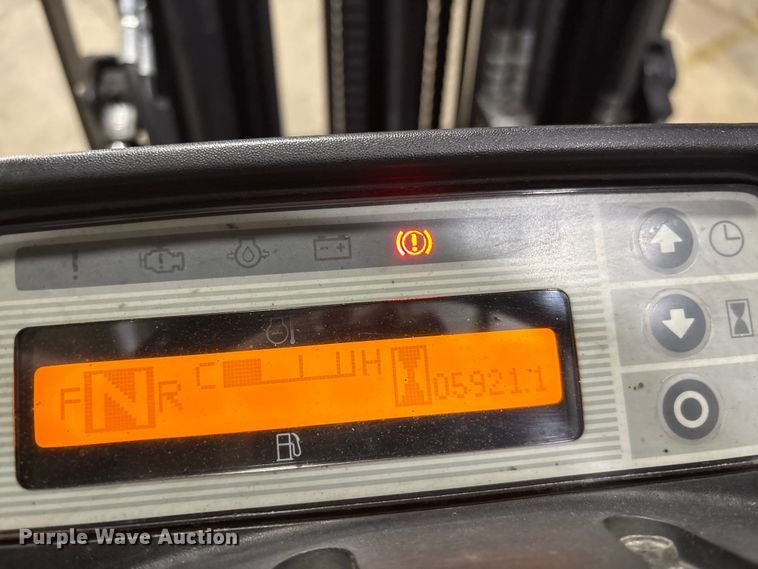 F N R C H 05921.1
Purple Wave Auction®